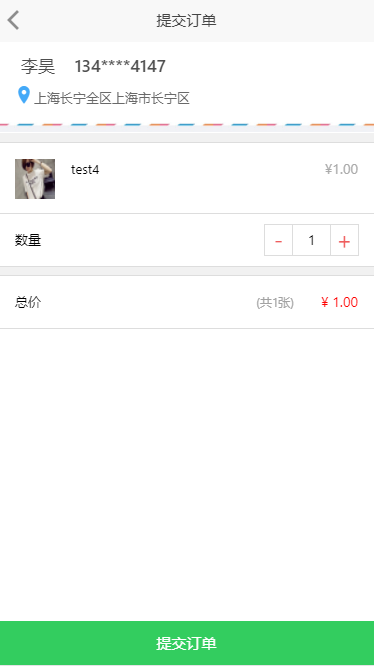 提交订单
李昊 134****4147
上海长宁全区上海市长宁区
test4 ¥1.00
数量 - 1 +
总价 (共1张) ¥ 1.00
提交订单